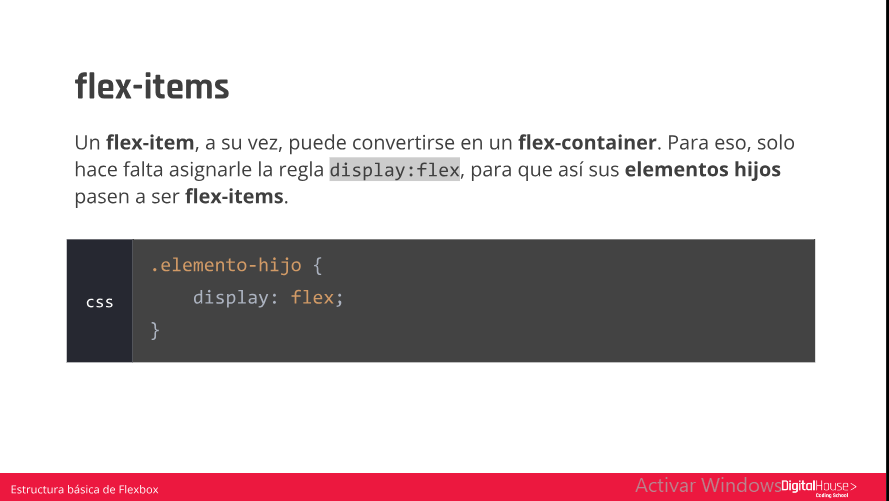 flex-items
Un flex-item, a su vez, puede convertirse en un flex-container. Para eso, solo
hace falta asignarle la regla display:flex, para que así sus elementos hijos
pasen a ser flex-items.
css
.elemento-hijo {
    display: flex;
}
Estructura básica de Flexbox
Activar Windows
DigitalHouse>
Coding School